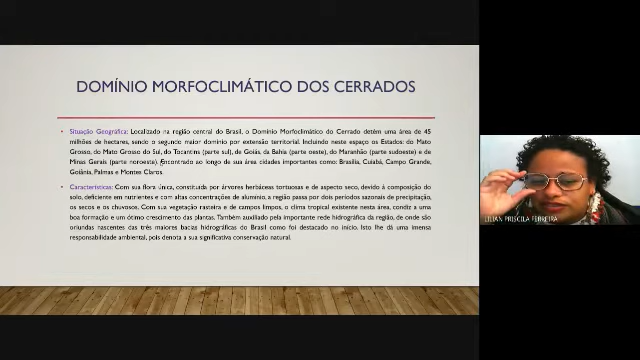 DOMÍNIO MORFOCLIMÁTICO DOS CERRADOS
• Situação Geográfica: Localizado na região central do Brasil, o Domínio Morfoclimático do Cerrado detém uma área de 45
milhões de hectares, sendo o segundo maior domínio por extensão territorial. Incluindo neste espaço os Estados: do Mato
Grosso, do Mato Grosso do Sul, do Tocantins (parte sul), de Goiás, da Bahia (parte oeste), do Maranhão (parte sudoeste) e de
Minas Gerais (parte noroeste). Encontrado ao longo de sua área cidades importantes como: Brasília, Cuiabá, Campo Grande,
Goiânia, Palmas e Montes Claros.
• Características: Com sua flora única, constituída por árvores herbáceas tortuosas e de aspecto seco, devido à composição do
solo, deficiente em nutrientes e com altas concentrações de alumínio, a região passa por dois períodos sazonais de precipitação,
os secos e os chuvosos. Com sua vegetação rasteira e de campos limpos, o clima tropical existente nesta área, condiz a uma
boa formação e um ótimo crescimento das plantas. Também auxiliado pela importante rede hidrográfica da região, de onde são
oriundas nascentes das três maiores bacias hidrográficas do Brasil como foi destacado no início. Isto lhe dá uma imensa
responsabilidade ambiental, pois denota a sua significativa conservação natural.
LILIAN PRISCILA FERREIRA